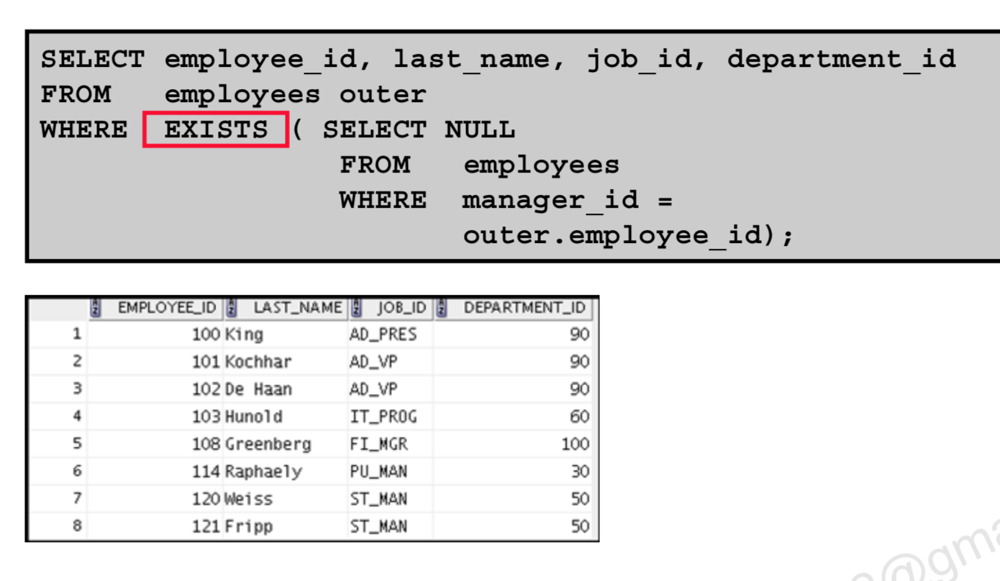 SELECT employee_id, last_name, job_id, department_id
FROM employees outer
WHERE EXISTS ( SELECT NULL
FROM employees
WHERE manager_id =
outer.employee_id);
EMPLOYEE_ID LAST_NAME JOB_ID DEPARTMENT_ID
1 100 King AD_PRES 90
2 101 Kochhar AD_VP 90
3 102 De Haan AD_VP 90
4 103 Hunold IT_PROG 60
5 108 Greenberg FI_MGR 100
6 114 Raphaely PU_MAN 30
7 120 Weiss ST_MAN 50
8 121 Fripp ST_MAN 50